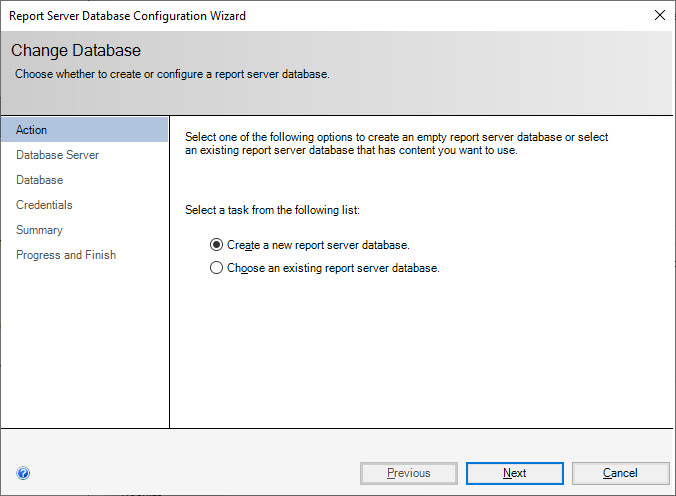 Report Server Database Configuration Wizard
Change Database
Choose whether to create or configure a report server database.
Action
Database Server
Database
Credentials
Summary
Progress and Finish
Select one of the following options to create an empty report server database or select
an existing report server database that has content you want to use.
Select a task from the following list:
Create a new report server database.
Choose an existing report server database.
Previous
Next
Cancel